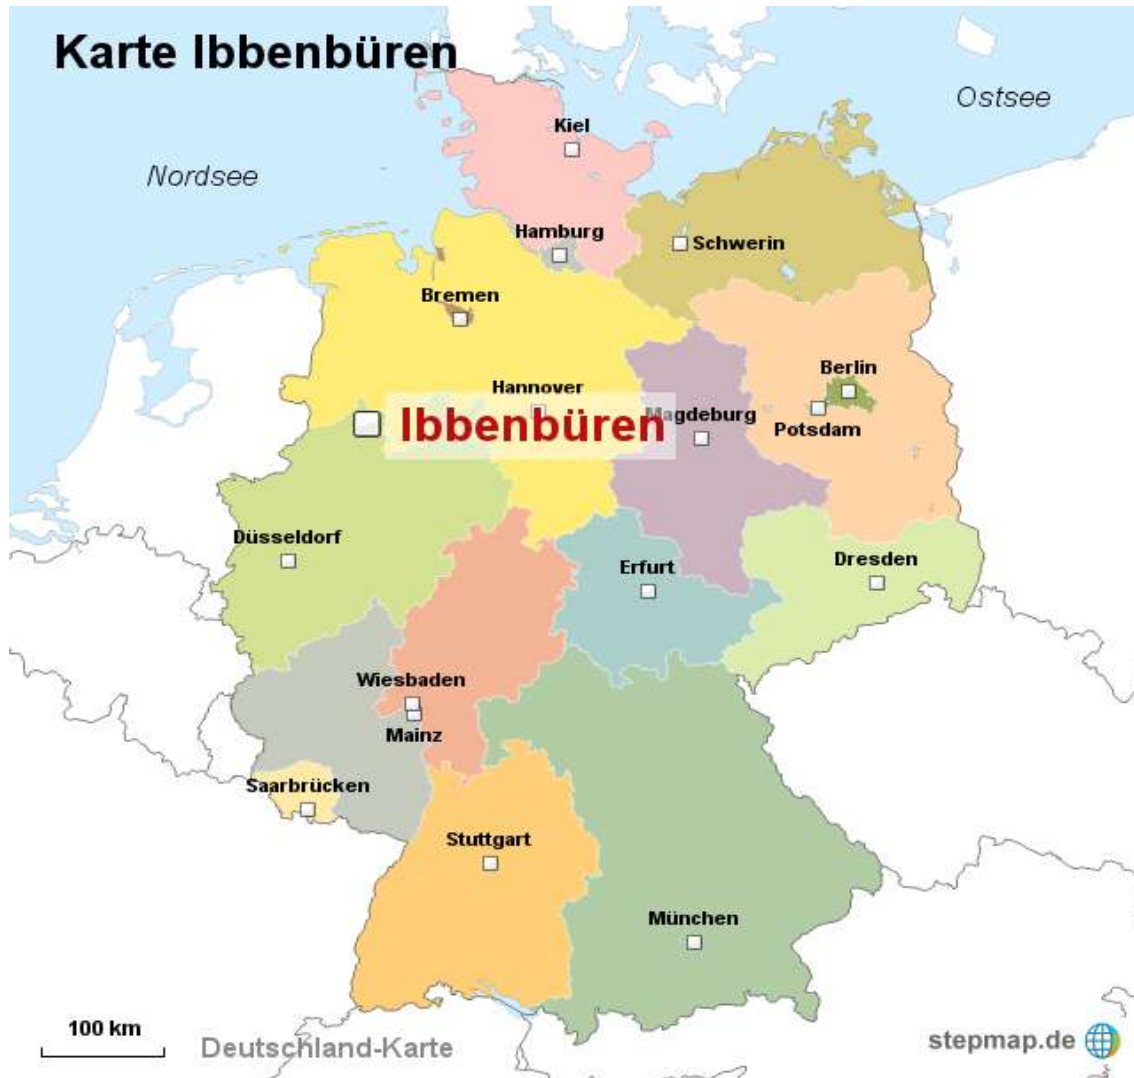 Karte Ibbenbüren
Ostsee
Kiel
Nordsee
Hamburg
Schwerin
Bremen
Berlin
Hannover
Ibbenbüren
Magdeburg
Potsdam
Düsseldorf
Erfurt
Dresden
Wiesbaden
Mainz
Saarbrücken
Stuttgart
München
100 km
Deutschland-Karte
stepmap.de